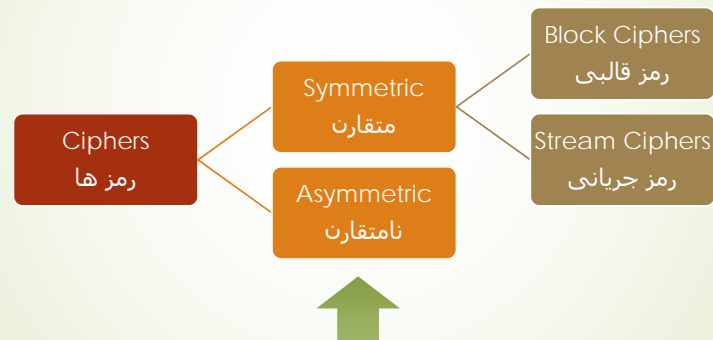 Ciphers
رمز ها
Symmetric
متقارن
Asymmetric
نامتقارن
Block Ciphers
رمز قالبی
Stream Ciphers
رمز جریانی